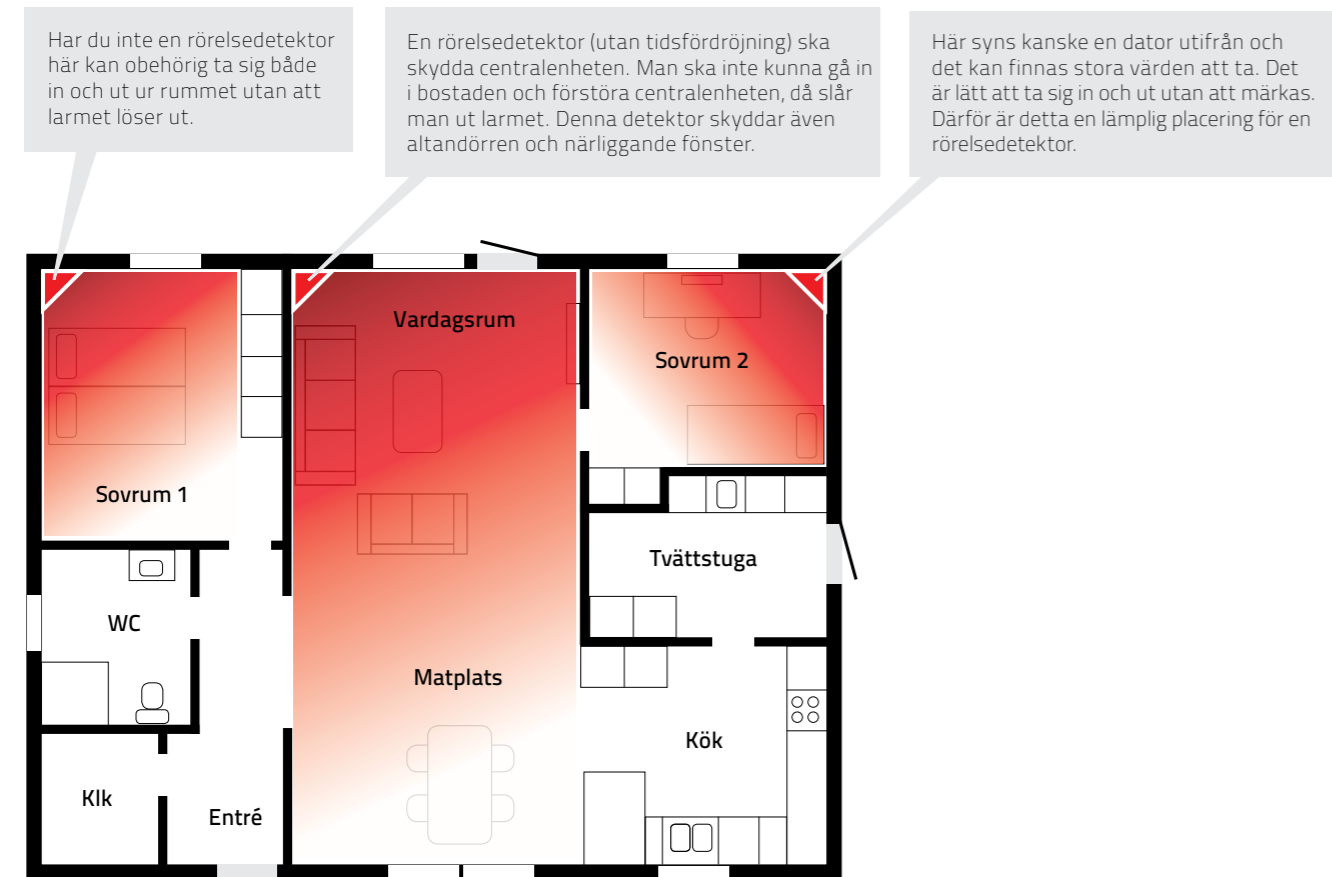 Har du inte en rörelsedetektor
här kan obehörig ta sig både
in och ut ur rummet utan att
larmet löser ut.
En rörelsedetektor (utan tidsfördröjning) ska
skydda centralenheten. Man ska inte kunna gå in
i bostaden och förstöra centralenheten, då slår
man ut larmet. Denna detektor skyddar även
altandörren och närliggande fönster.
Här syns kanske en dator utifrån och
det kan finnas stora värden att ta. Det
är lätt att ta sig in och ut utan att märkas.
Därför är detta en lämplig placering för en
rörelsedetektor.
Vardagsrum
Sovrum 2
Sovrum 1
Tvättstuga
WC
Matplats
Kök
Klk
Entré